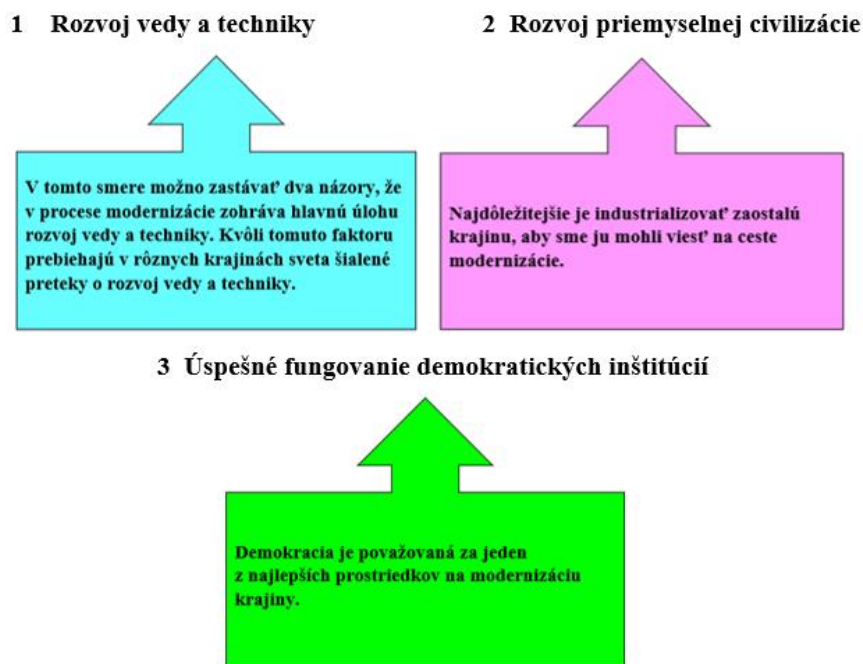 1 Rozvoj vedy a techniky
2 Rozvoj priemyselnej civilizácie
V tomto smere možno zastávať dva názory, že
v procese modernizácie zohráva hlavnú úlohu
rozvoj vedy a techniky. Kvôli tomuto faktoru
prebiehajú v rôznych krajinách sveta šialené
preteky o rozvoj vedy a techniky.
Najdôležitejšie je industrializovať zaostalú
krajinu, aby sme ju mohli viesť na ceste
modernizácie.
3 Úspešné fungovanie demokratických inštitúcií
Demokracia je považovaná za jeden
z najlepších prostriedkov na modernizáciu
krajiny.